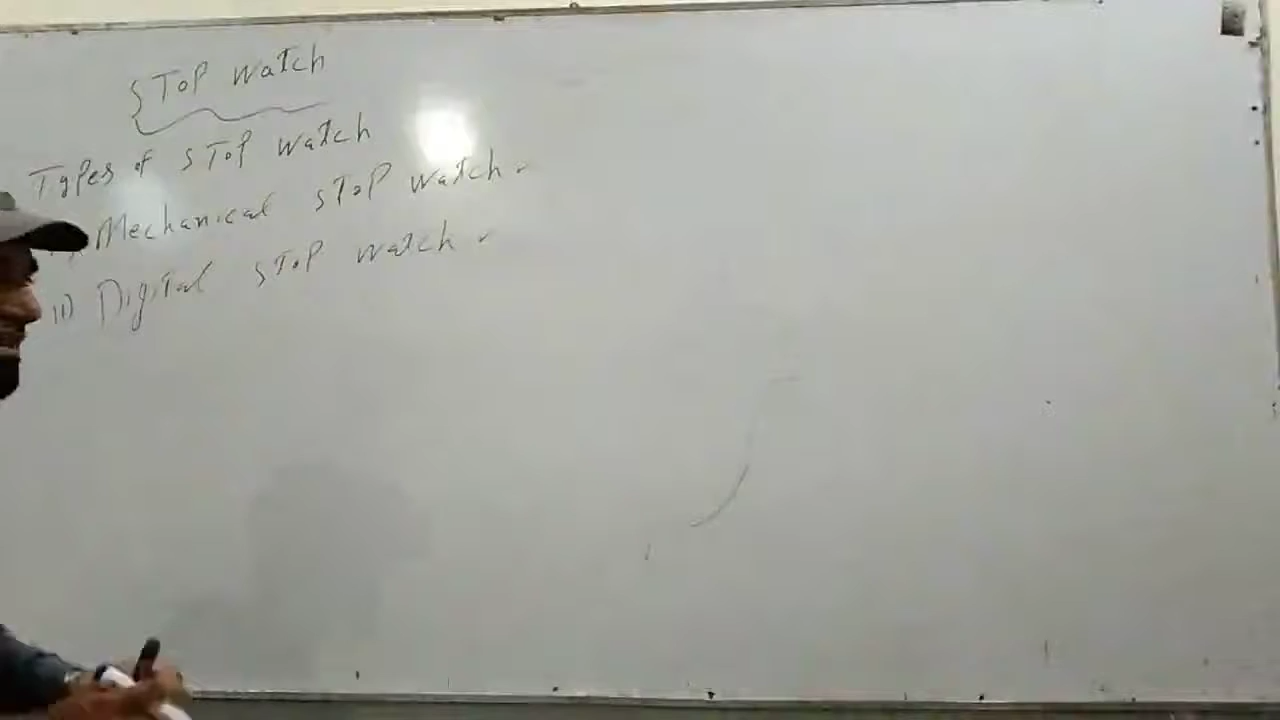 STOP Watch
Types of STOP Watch
Mechanical STOP Watch
ii) Digital STOP Watch